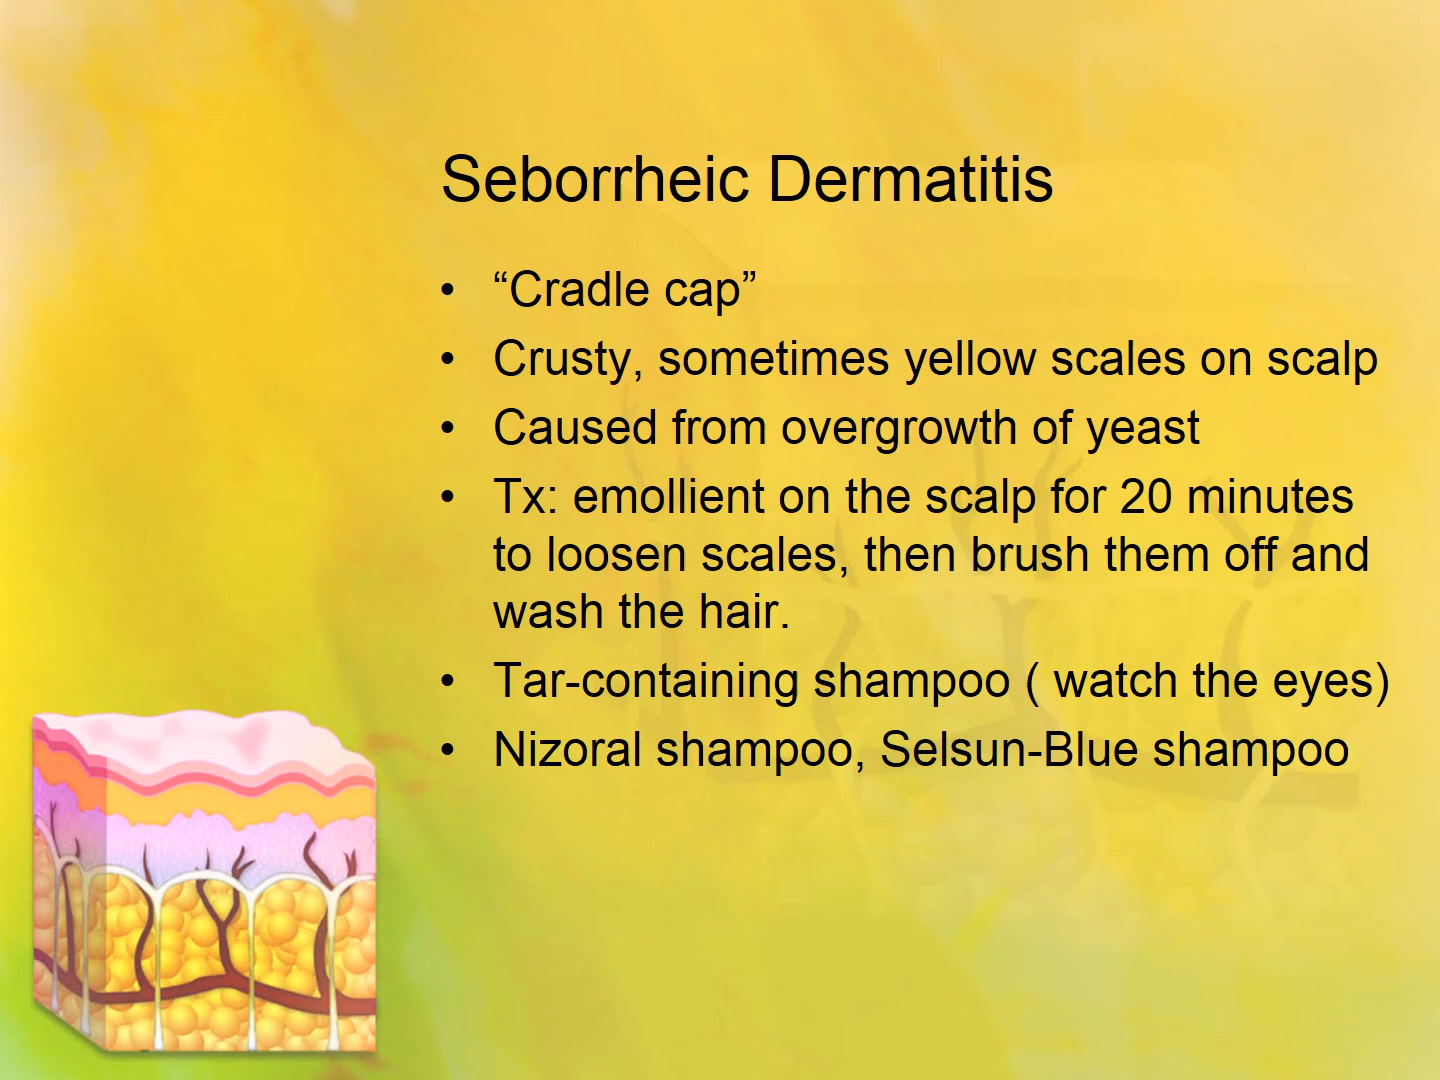 Seborrheic Dermatitis
• “Cradle cap”
• Crusty, sometimes yellow scales on scalp
• Caused from overgrowth of yeast
• Tx: emollient on the scalp for 20 minutes
to loosen scales, then brush them off and
wash the hair.
• Tar-containing shampoo ( watch the eyes)
• Nizoral shampoo, Selsun-Blue shampoo